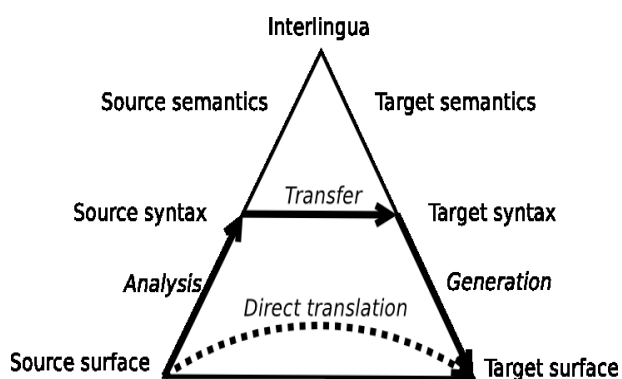 Interlingua
Source semantics
Target semantics
Transfer
Source syntax
Target syntax
Analysis
Generation
Direct translation
Source surface
Target surface